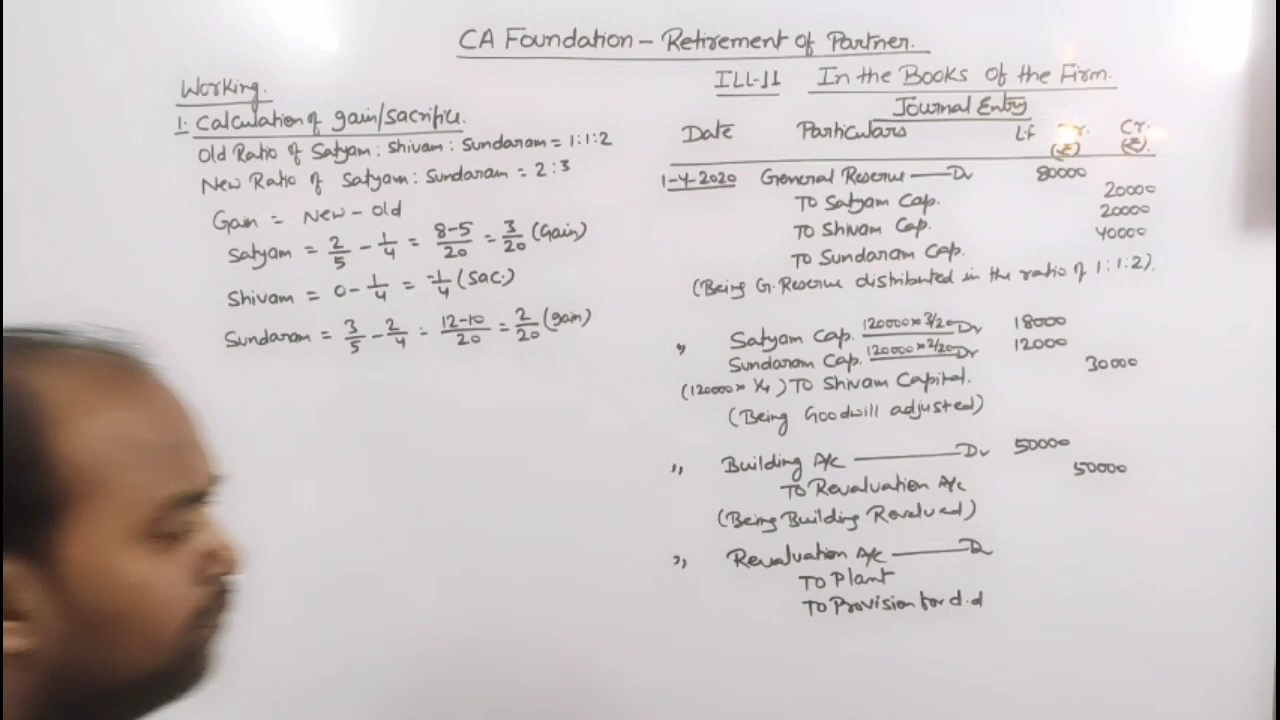 CA Foundation - Retirement of Partner.
Working.
1. Calculation of gain/sacrifice.
Old Ratio of Satyam : Shivam : Sundaram = 1:1:2
New Ratio of Satyam : Sundaram = 2:3
Gain = New - Old
Satyam = 2/5 - 1/4 = 8-5/20 = 3/20 (Gain)
Shivam = 0 - 1/4 = -1/4 (Sac.)
Sundaram = 3/5 - 2/4 = 12-10/20 = 2/20 (gain)
ILL-11 In the Books of the Firm.
Journal Entry
Date Particulars Lf Dr. (₹) Cr. (₹).
1-4-2020 General Reserve — Dr 80000
To Satyam Cap. 20000
To Shivam Cap. 20000
To Sundaram Cap. 40000
(Being G. Reserve distributed in the ratio of 1:1:2).
,, Satyam Cap. 120000 × 3/20 Dr 18000
Sundaram Cap. 120000 × 2/20 Dr 12000
(120000 × 1/4) To Shivam Capital. 30000
(Being Goodwill adjusted)
,, Building A/c — Dr 50000
To Revaluation A/c 50000
(Being Building Revalued)
,, Revaluation A/c — Dr
To Plant
To Provision for d.d